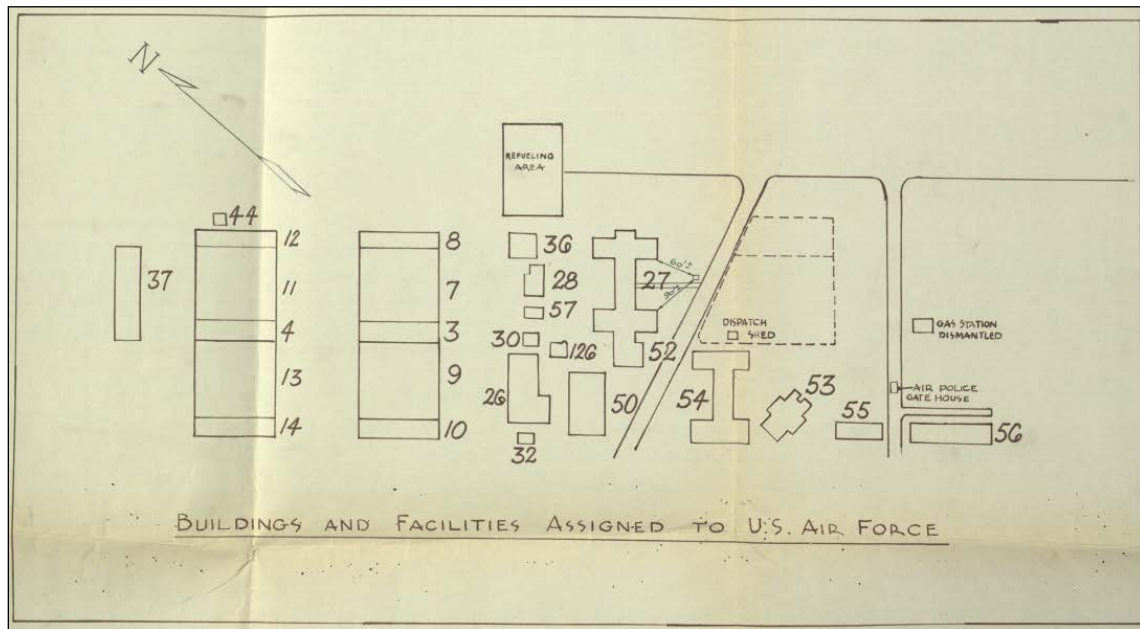 N
REFUELING
AREA
44
12
8
36
37
11
7
28
27
60'±
90'±
57
4
3
30
126
52
DISPATCH
SHED
GAS STATION
DISMANTLED
13
9
26
50
54
53
55
AIR POLICE
GATE HOUSE
14
10
32
56
BUILDINGS AND FACILITIES ASSIGNED TO U.S. AIR FORCE